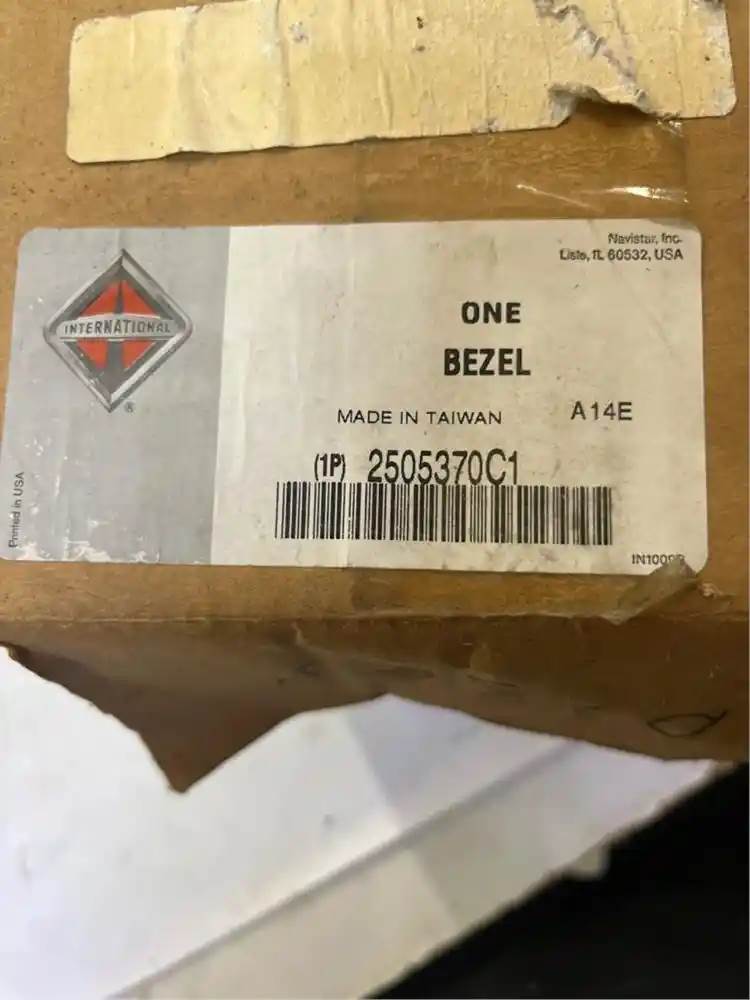 Navistar, Inc.
Lisle, IL 60532, USA
INTERNATIONAL
®
ONE
BEZEL
MADE IN TAIWAN
A14E
(1P) 2505370C1
Printed in USA